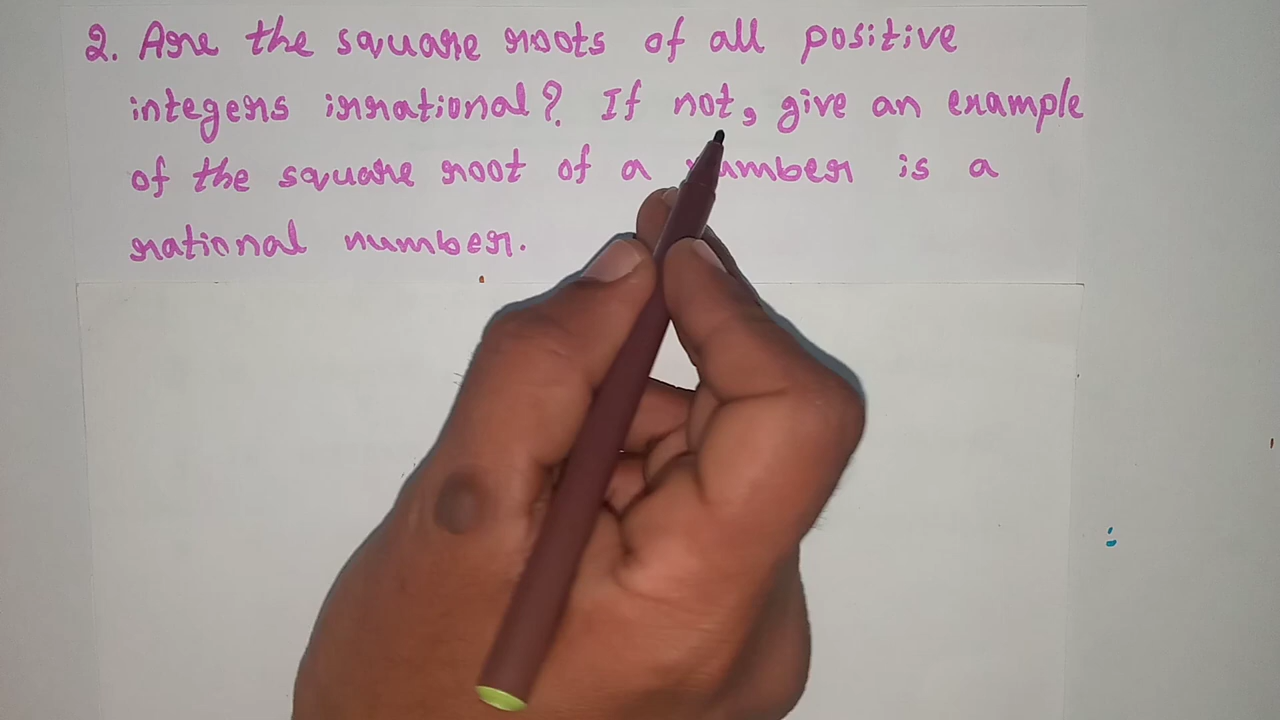 2. Are the square roots of all positive
integers irrational? If not, give an example
of the square root of a number is a
rational number.